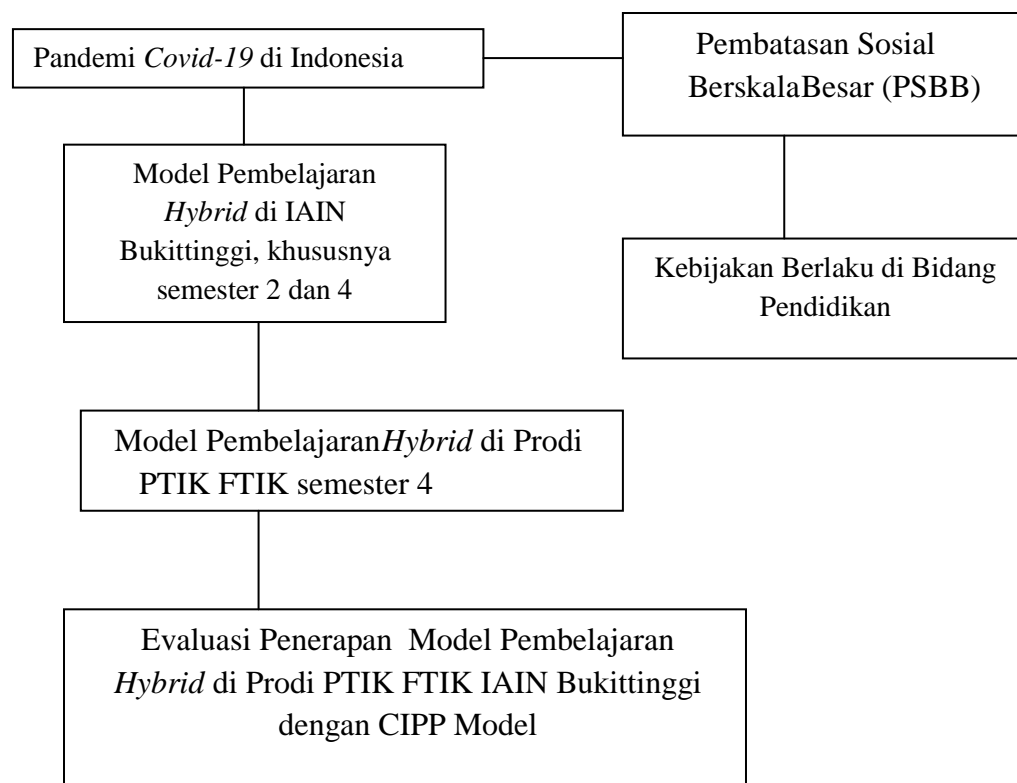 Pandemi Covid-19 di Indonesia
Pembatasan Sosial
BerskalaBesar (PSBB)
Model Pembelajaran
Hybrid di IAIN
Bukittinggi, khususnya
semester 2 dan 4
Kebijakan Berlaku di Bidang
Pendidikan
Model PembelajaranHybrid di Prodi
PTIK FTIK semester 4
Evaluasi Penerapan  Model Pembelajaran
Hybrid di Prodi PTIK FTIK IAIN Bukittinggi
dengan CIPP Model